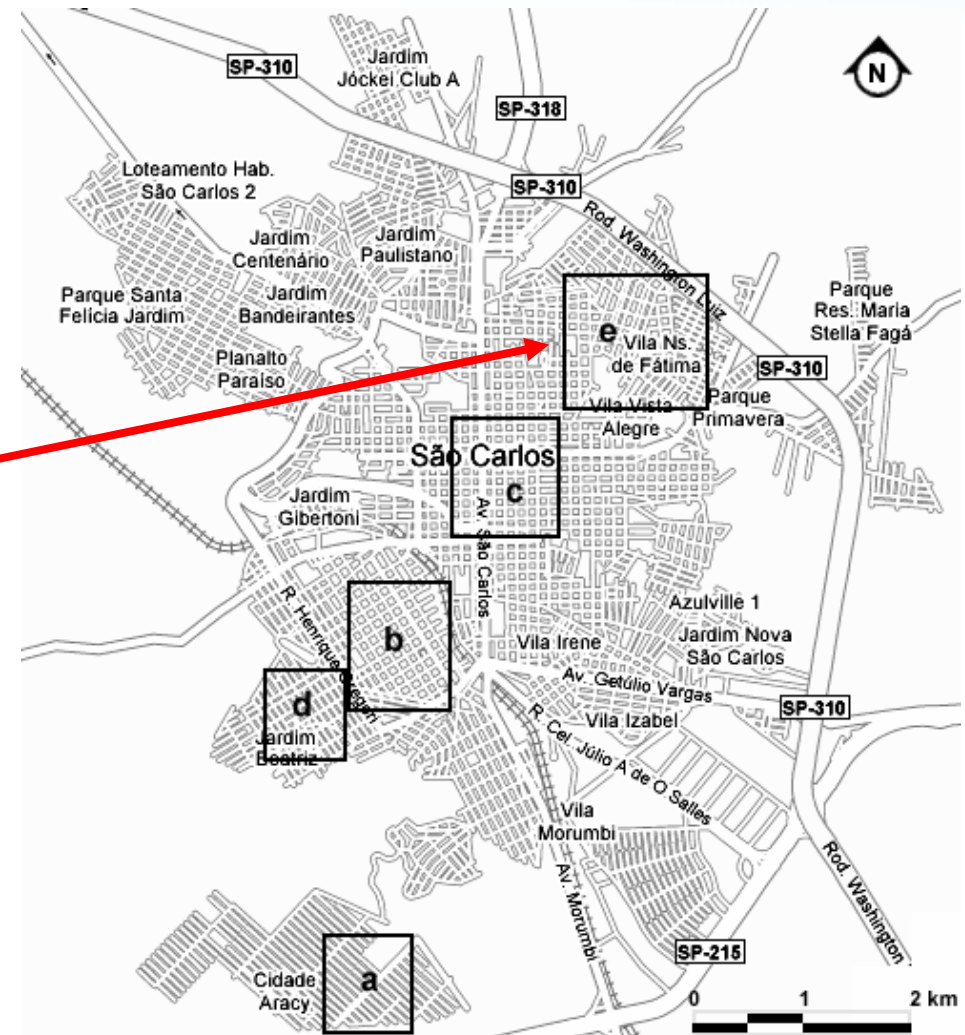 Jardim
Jóckei Club A
SP-310
N
SP-318
Loteamento Hab.
São Carlos 2
SP-310
Rod. Washington Luiz
Jardim
Centenário
Jardim
Paulistano
Parque Santa
Felícia Jardim
Jardim
Bandeirantes
Parque
Res. Maria
Stella Fagá
e
Vila Ns.
de Fátima
Planalto
Paraíso
SP-310
Parque
Primavera
Vila Vista
Alegre
São Carlos
c
Jardim
Gibertoni
Av. São Carlos
R. Henrique Gregori
b
Azulville 1
Vila Irene
Jardim Nova
São Carlos
Av. Getúlio Vargas
d
Jardim
Beatriz
SP-310
Vila Izabel
R. Cel. Júlio A de O Salles
Vila
Morumbi
Av. Morumbi
Rod. Washington
SP-215
Cidade
Aracy
a
0 1 2 km